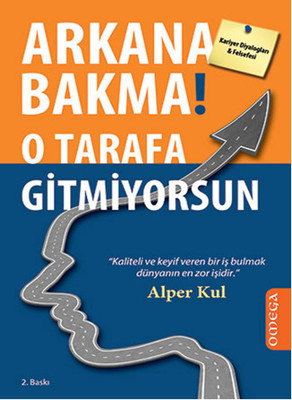 ARKANA
BAKMA!
Kariyer Diyalogları
& Felsefesi
O TARAFA
GİTMİYORSUN
"Kaliteli ve keyif veren bir iş bulmak
dünyanın en zor işidir."
Alper Kul
OMEGA
2. Baskı